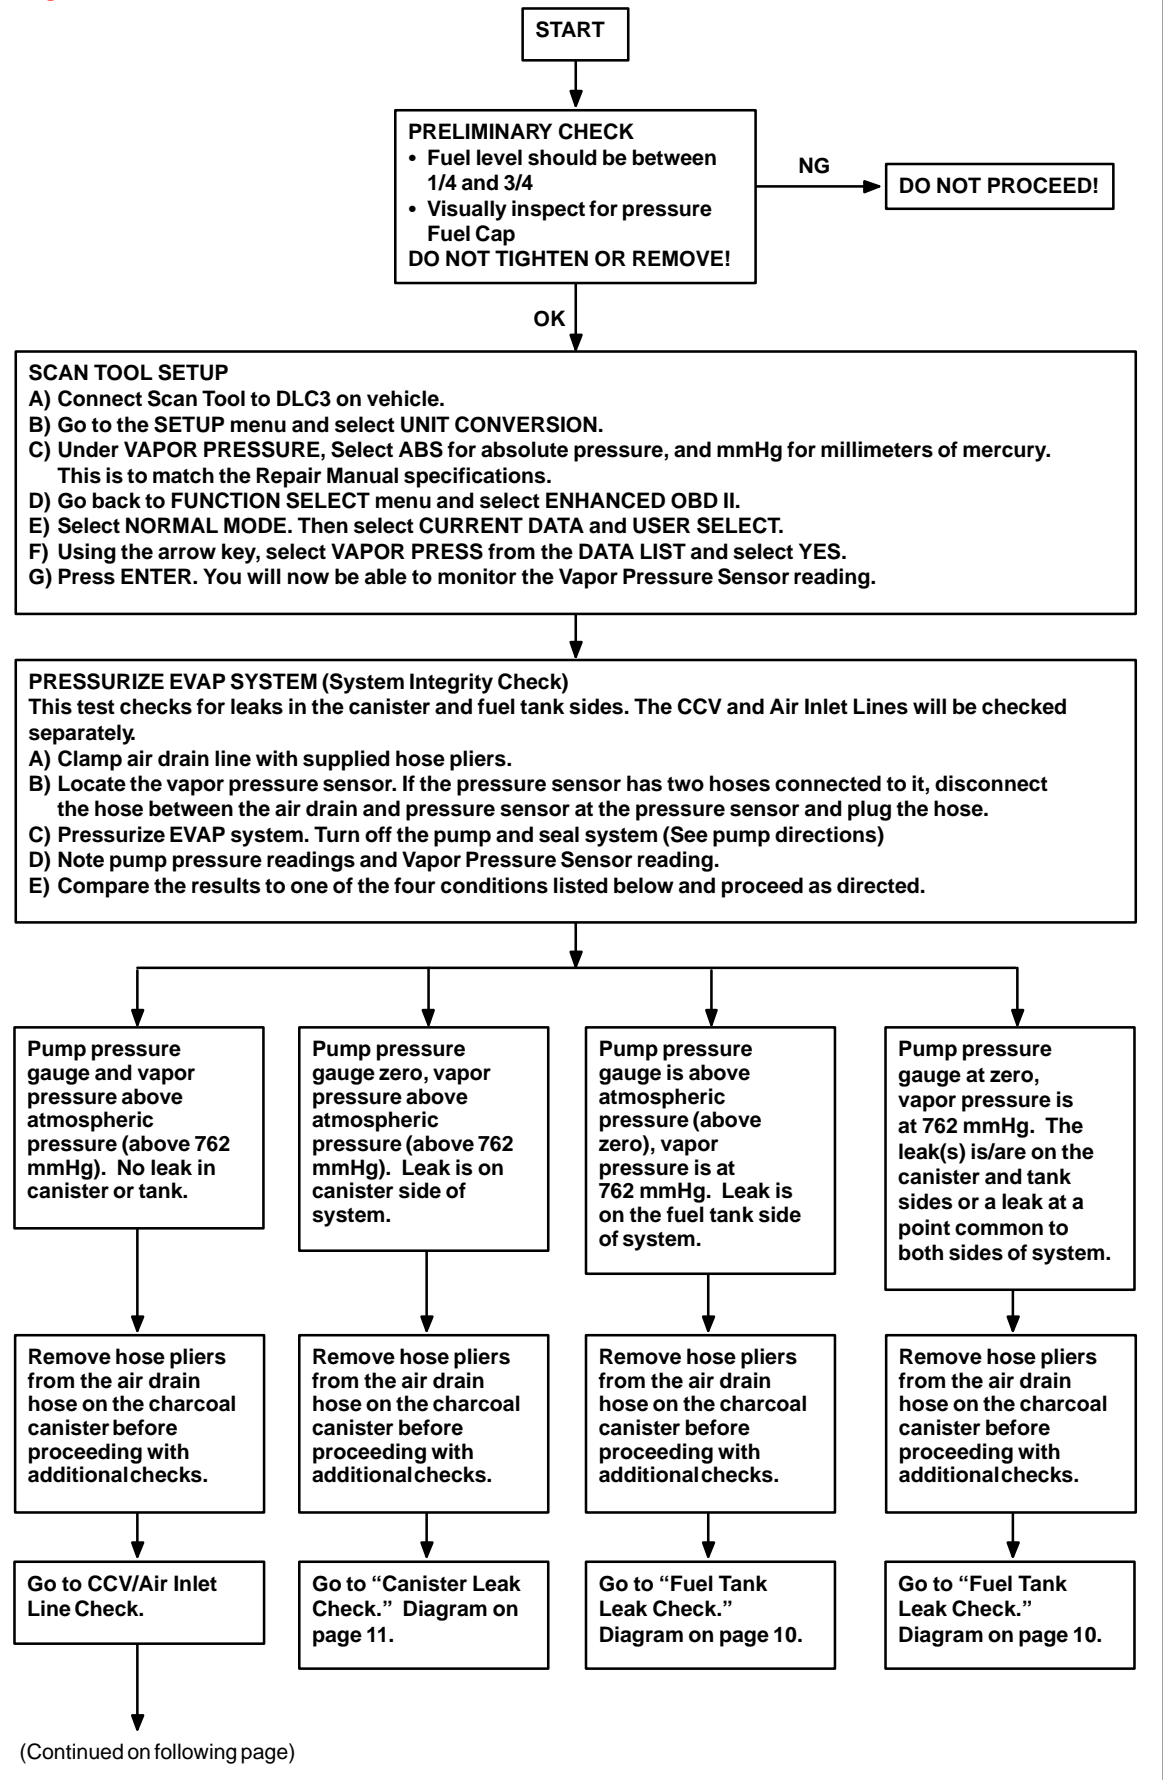 START
PRELIMINARY CHECK
• Fuel level should be between
1/4 and 3/4
• Visually inspect for pressure
Fuel Cap
DO NOT TIGHTEN OR REMOVE!
NG
DO NOT PROCEED!
OK
SCAN TOOL SETUP
A) Connect Scan Tool to DLC3 on vehicle.
B) Go to the SETUP menu and select UNIT CONVERSION.
C) Under VAPOR PRESSURE, Select ABS for absolute pressure, and mmHg for millimeters of mercury.
This is to match the Repair Manual specifications.
D) Go back to FUNCTION SELECT menu and select ENHANCED OBD II.
E) Select NORMAL MODE. Then select CURRENT DATA and USER SELECT.
F) Using the arrow key, select VAPOR PRESS from the DATA LIST and select YES.
G) Press ENTER. You will now be able to monitor the Vapor Pressure Sensor reading.
PRESSURIZE EVAP SYSTEM (System Integrity Check)
This test checks for leaks in the canister and fuel tank sides. The CCV and Air Inlet Lines will be checked
separately.
A) Clamp air drain line with supplied hose pliers.
B) Locate the vapor pressure sensor. If the pressure sensor has two hoses connected to it, disconnect
the hose between the air drain and pressure sensor at the pressure sensor and plug the hose.
C) Pressurize EVAP system. Turn off the pump and seal system (See pump directions)
D) Note pump pressure readings and Vapor Pressure Sensor reading.
E) Compare the results to one of the four conditions listed below and proceed as directed.
Pump pressure
gauge and vapor
pressure above
atmospheric
pressure (above 762
mmHg). No leak in
canister or tank.
Pump pressure
gauge zero, vapor
pressure above
atmospheric
pressure (above 762
mmHg). Leak is on
canister side of
system.
Pump pressure
gauge is above
atmospheric
pressure (above
zero), vapor
pressure is at
762 mmHg. Leak is
on the fuel tank side
of system.
Pump pressure
gauge at zero,
vapor pressure is
at 762 mmHg. The
leak(s) is/are on the
canister and tank
sides or a leak at a
point common to
both sides of system.
Remove hose pliers
from the air drain
hose on the charcoal
canister before
proceeding with
additional checks.
Remove hose pliers
from the air drain
hose on the charcoal
canister before
proceeding with
additional checks.
Remove hose pliers
from the air drain
hose on the charcoal
canister before
proceeding with
additional checks.
Remove hose pliers
from the air drain
hose on the charcoal
canister before
proceeding with
additional checks.
Go to CCV/Air Inlet
Line Check.
Go to “Canister Leak
Check.” Diagram on
page 11.
Go to “Fuel Tank
Leak Check.”
Diagram on page 10.
Go to “Fuel Tank
Leak Check.”
Diagram on page 10.
(Continued on following page)